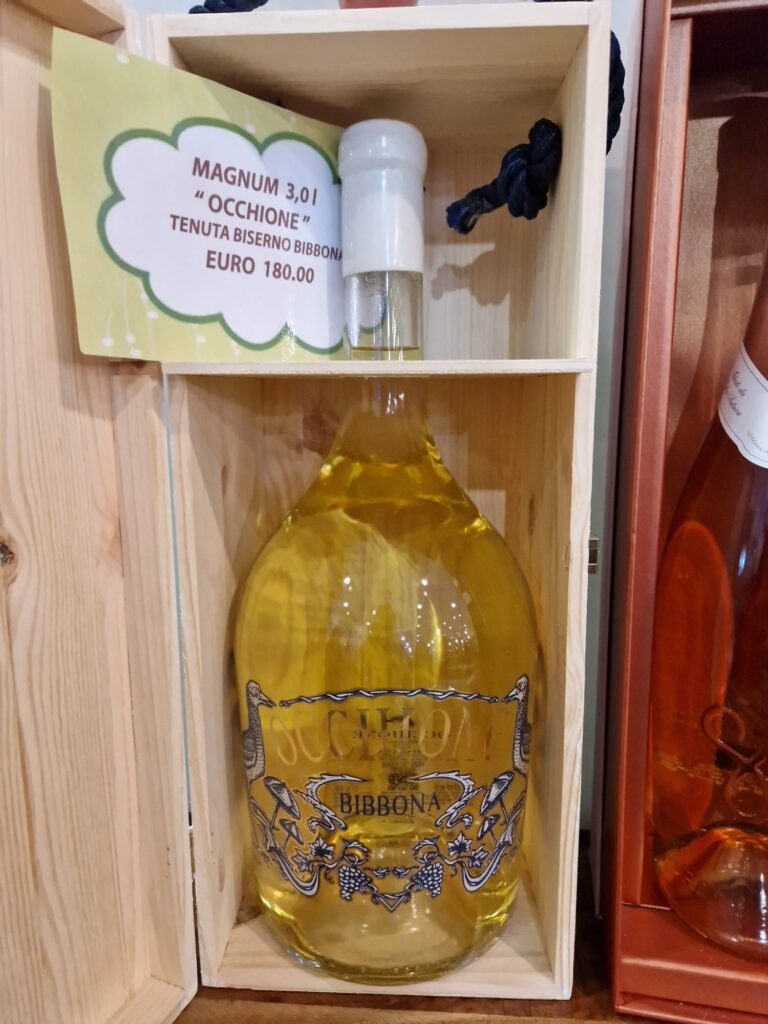 MAGNUM 3,0 l
" OCCHIONE "
TENUTA BISERNO BIBBONA
EURO 180.00
OCCHIONE
BIBBONA